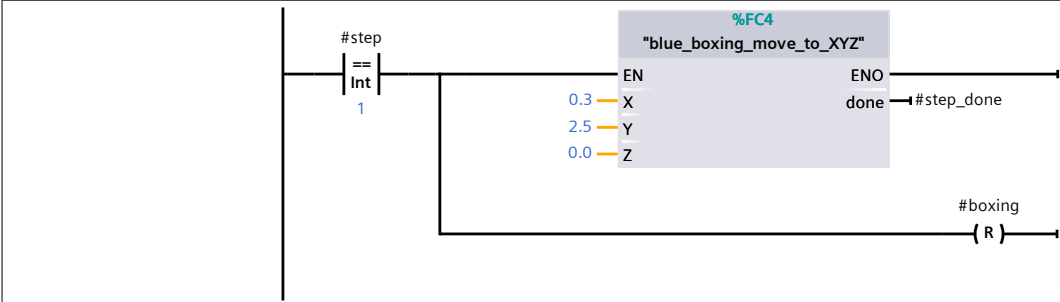 %FC4
"blue_boxing_move_to_XYZ"
#step
==
Int
1
EN
ENO
0.3
X
done
#step_done
2.5
Y
0.0
Z
#boxing
R